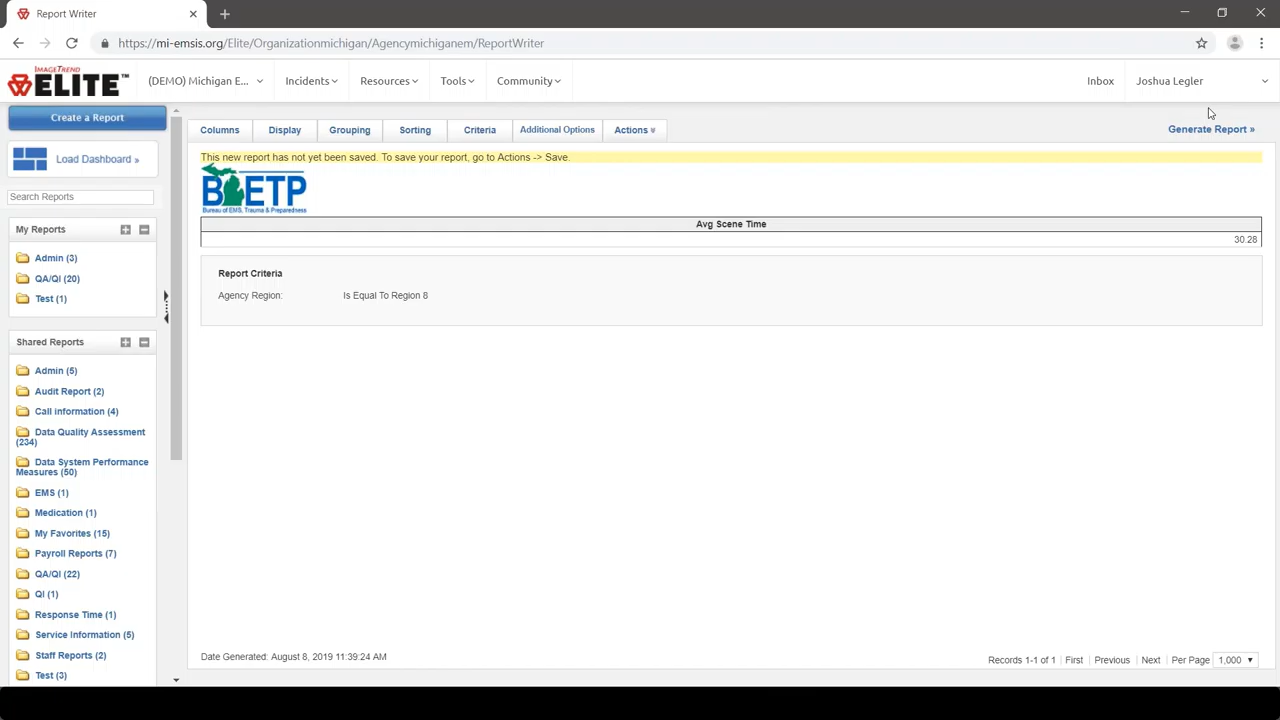 Report Writer
https://mi-emsis.org/Elite/Organizationmichigan/Agencymichiganem/ReportWriter
IMAGETREND
ELITE™
(DEMO) Michigan E...
Incidents
Resources
Tools
Community
Inbox
Joshua Legler
Create a Report
Load Dashboard »
Search Reports
My Reports
Admin (3)
QA/QI (20)
Test (1)
Shared Reports
Admin (5)
Audit Report (2)
Call information (4)
Data Quality Assessment
(234)
Data System Performance
Measures (50)
EMS (1)
Medication (1)
My Favorites (15)
Payroll Reports (7)
QA/QI (22)
QI (1)
Response Time (1)
Service Information (5)
Staff Reports (2)
Test (3)
Columns
Display
Grouping
Sorting
Criteria
Additional Options
Actions
Generate Report »
This new report has not yet been saved. To save your report, go to Actions -> Save.
BETP
Bureau of EMS, Trauma & Preparedness
Avg Scene Time
30.28
Report Criteria
Agency Region: Is Equal To Region 8
Date Generated: August 8, 2019 11:39:24 AM
Records 1-1 of 1 | First | Previous | Next | Per Page 1,000